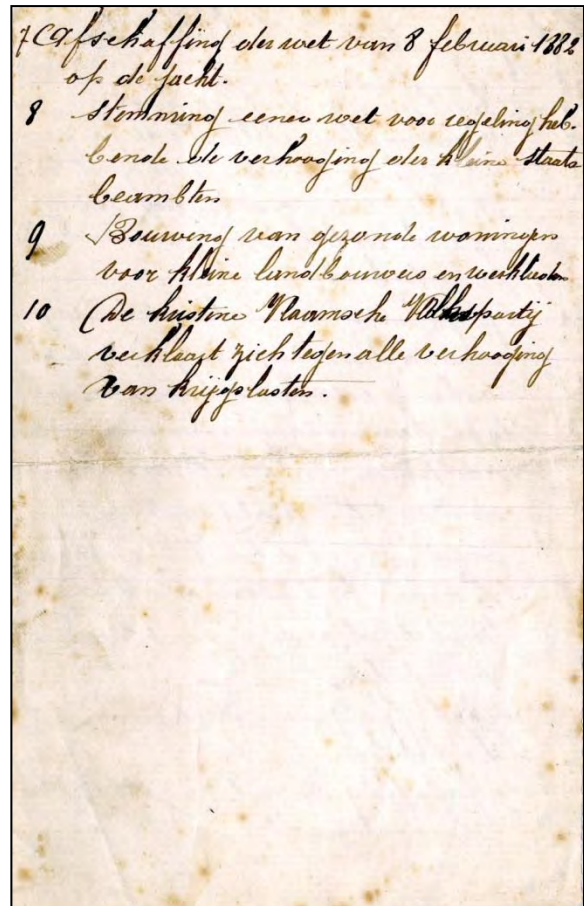 7 Afschaffing der wet van 8 februari 1882
op de jacht.
8 Stemming eener wet voor regeling heb-
bende de verhooging der kleine staats
beambten
9 Bouwing van gezonde woningen
voor kleine landbouwers en werklieden
10 De kristene Vlaamsche Volkspartij
verklaart zich tegen alle verhooging
van krijgslasten.